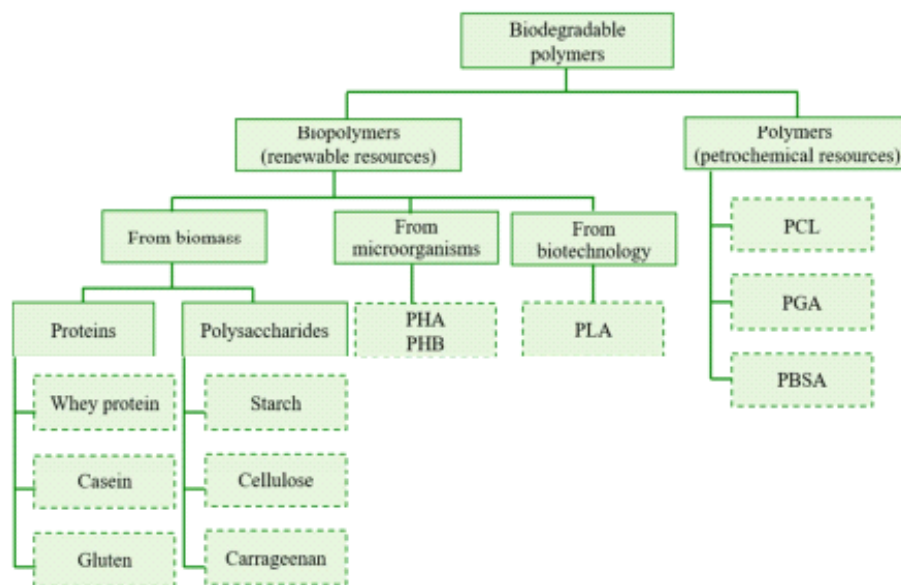 Biodegradable
polymers
Biopolymers
(renewable resources)
Polymers
(petrochemical resources)
From biomass
From
microorganisms
From
biotechnology
PCL
PGA
PBSA
Proteins
Polysaccharides
PHA
PHB
PLA
Whey protein
Starch
Casein
Cellulose
Gluten
Carrageenan